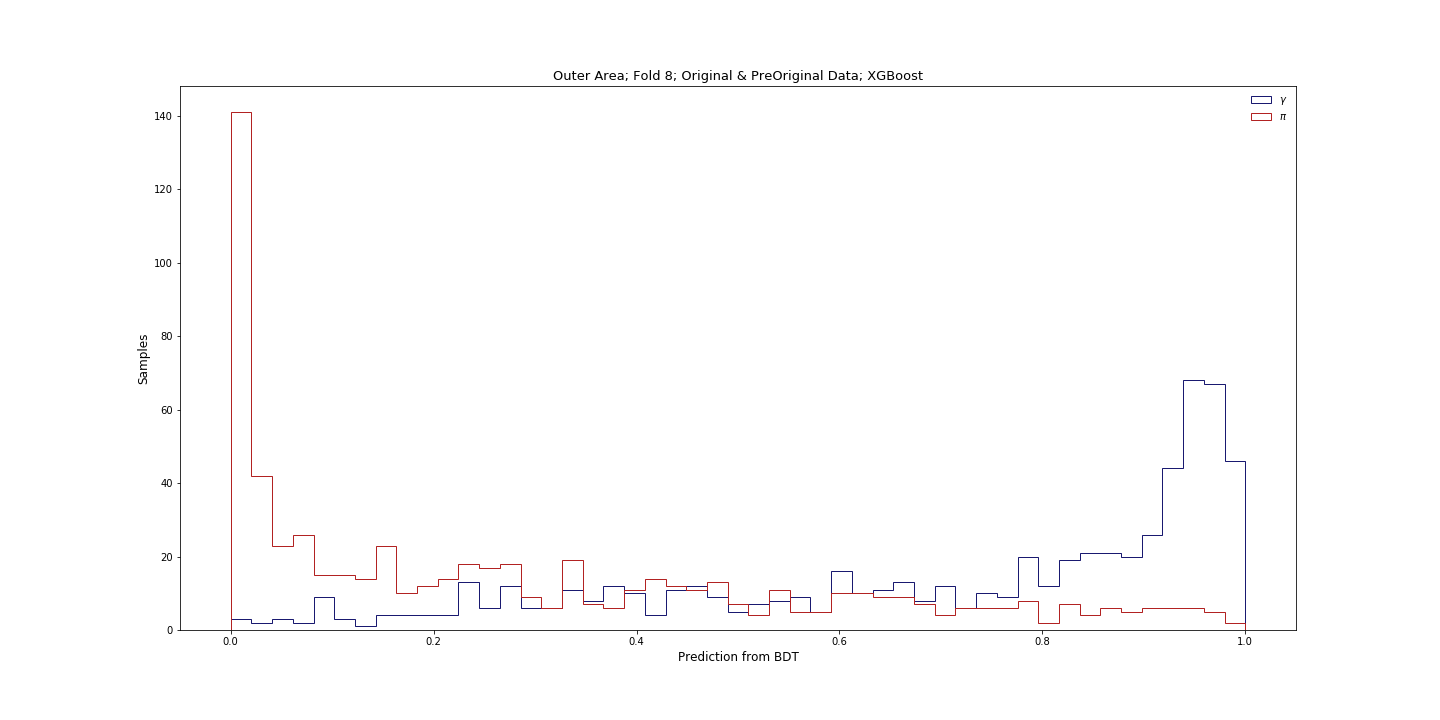 Outer Area; Fold 8; Original & PreOriginal Data; XGBoost
γ
π
140
120
100
80
60
40
20
0
Samples
0.0 0.2 0.4 0.6 0.8 1.0
Prediction from BDT